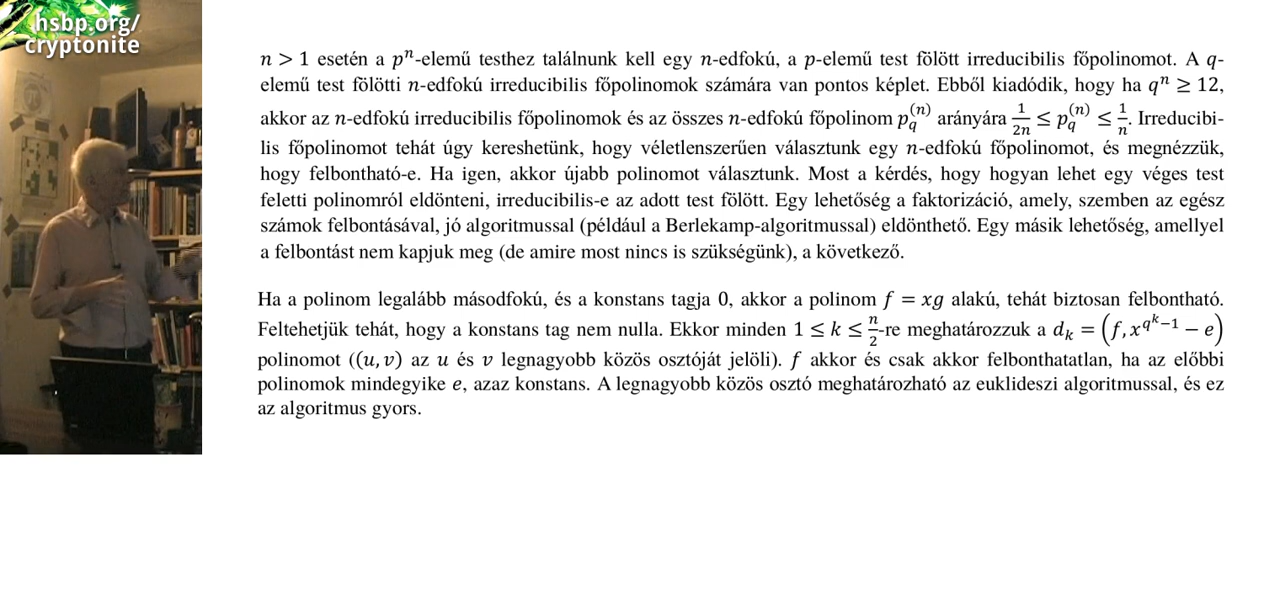 hsbp.org/
cryptonite
n > 1 esetén a pⁿ-elemű testhez találnunk kell egy n-edfokú, a p-elemű test fölött irreducibilis főpolinomot. A q-
elemű test fölötti n-edfokú irreducibilis főpolinomok számára van pontos képlet. Ebből kiadódik, hogy ha qⁿ ≥ 12,
akkor az n-edfokú irreducibilis főpolinomok és az összes n-edfokú főpolinom p_q^(n) arányára 1/2n ≤ p_q^(n) ≤ 1/n. Irreducibi-
lis főpolinomot tehát úgy kereshetünk, hogy véletlenszerűen választunk egy n-edfokú főpolinomot, és megnézzük,
hogy felbontható-e. Ha igen, akkor újabb polinomot választunk. Most a kérdés, hogy hogyan lehet egy véges test
feletti polinomról eldönteni, irreducibilis-e az adott test fölött. Egy lehetőség a faktorizáció, amely, szemben az egész
számok felbontásával, jó algoritmussal (például a Berlekamp-algoritmussal) eldönthető. Egy másik lehetőség, amellyel
a felbontást nem kapjuk meg (de amire most nincs is szükségünk), a következő.
Ha a polinom legalább másodfokú, és a konstans tagja 0, akkor a polinom f = xg alakú, tehát biztosan felbontható.
Feltehetjük tehát, hogy a konstans tag nem nulla. Ekkor minden 1 ≤ k ≤ n/2-re meghatározzuk a d_k = (f, x^(q^k−1) − e)
polinomot ((u, v) az u és v legnagyobb közös osztóját jelöli). f akkor és csak akkor felbonthatatlan, ha az előbbi
polinomok mindegyike e, azaz konstans. A legnagyobb közös osztó meghatározható az euklideszi algoritmussal, és ez
az algoritmus gyors.